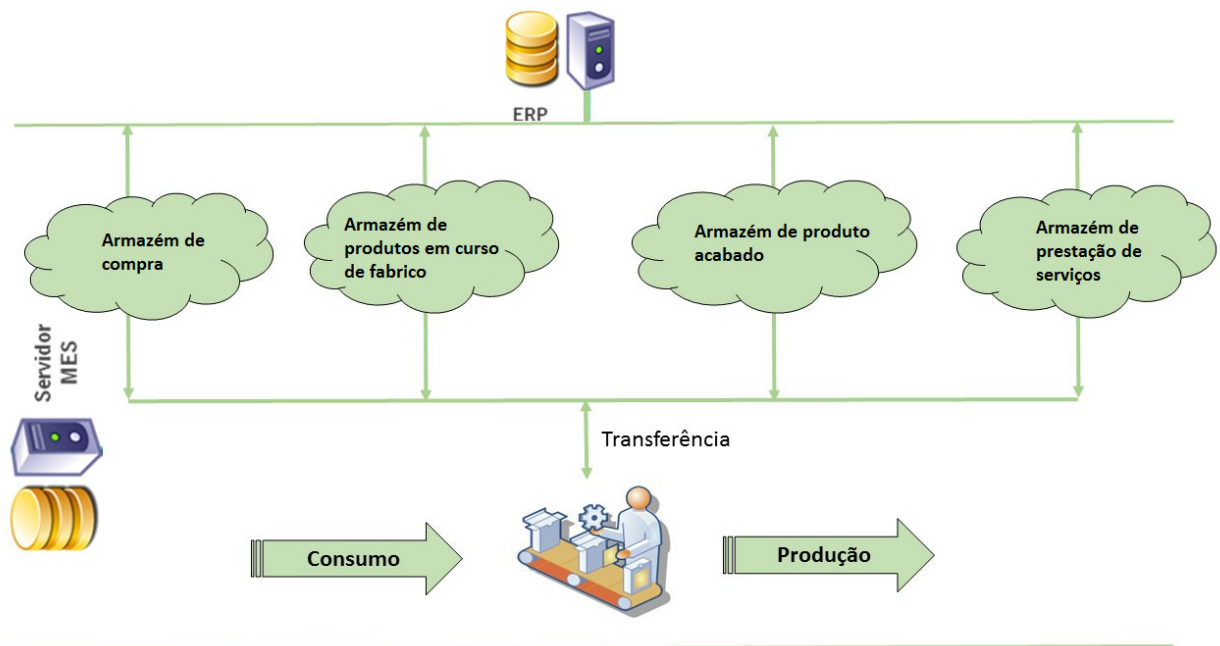 ERP
Armazém de
compra
Armazém de
produtos em curso
de fabrico
Armazém de produto
acabado
Armazém de
prestação de
serviços
Servidor
MES
Transferência
Consumo
Produção